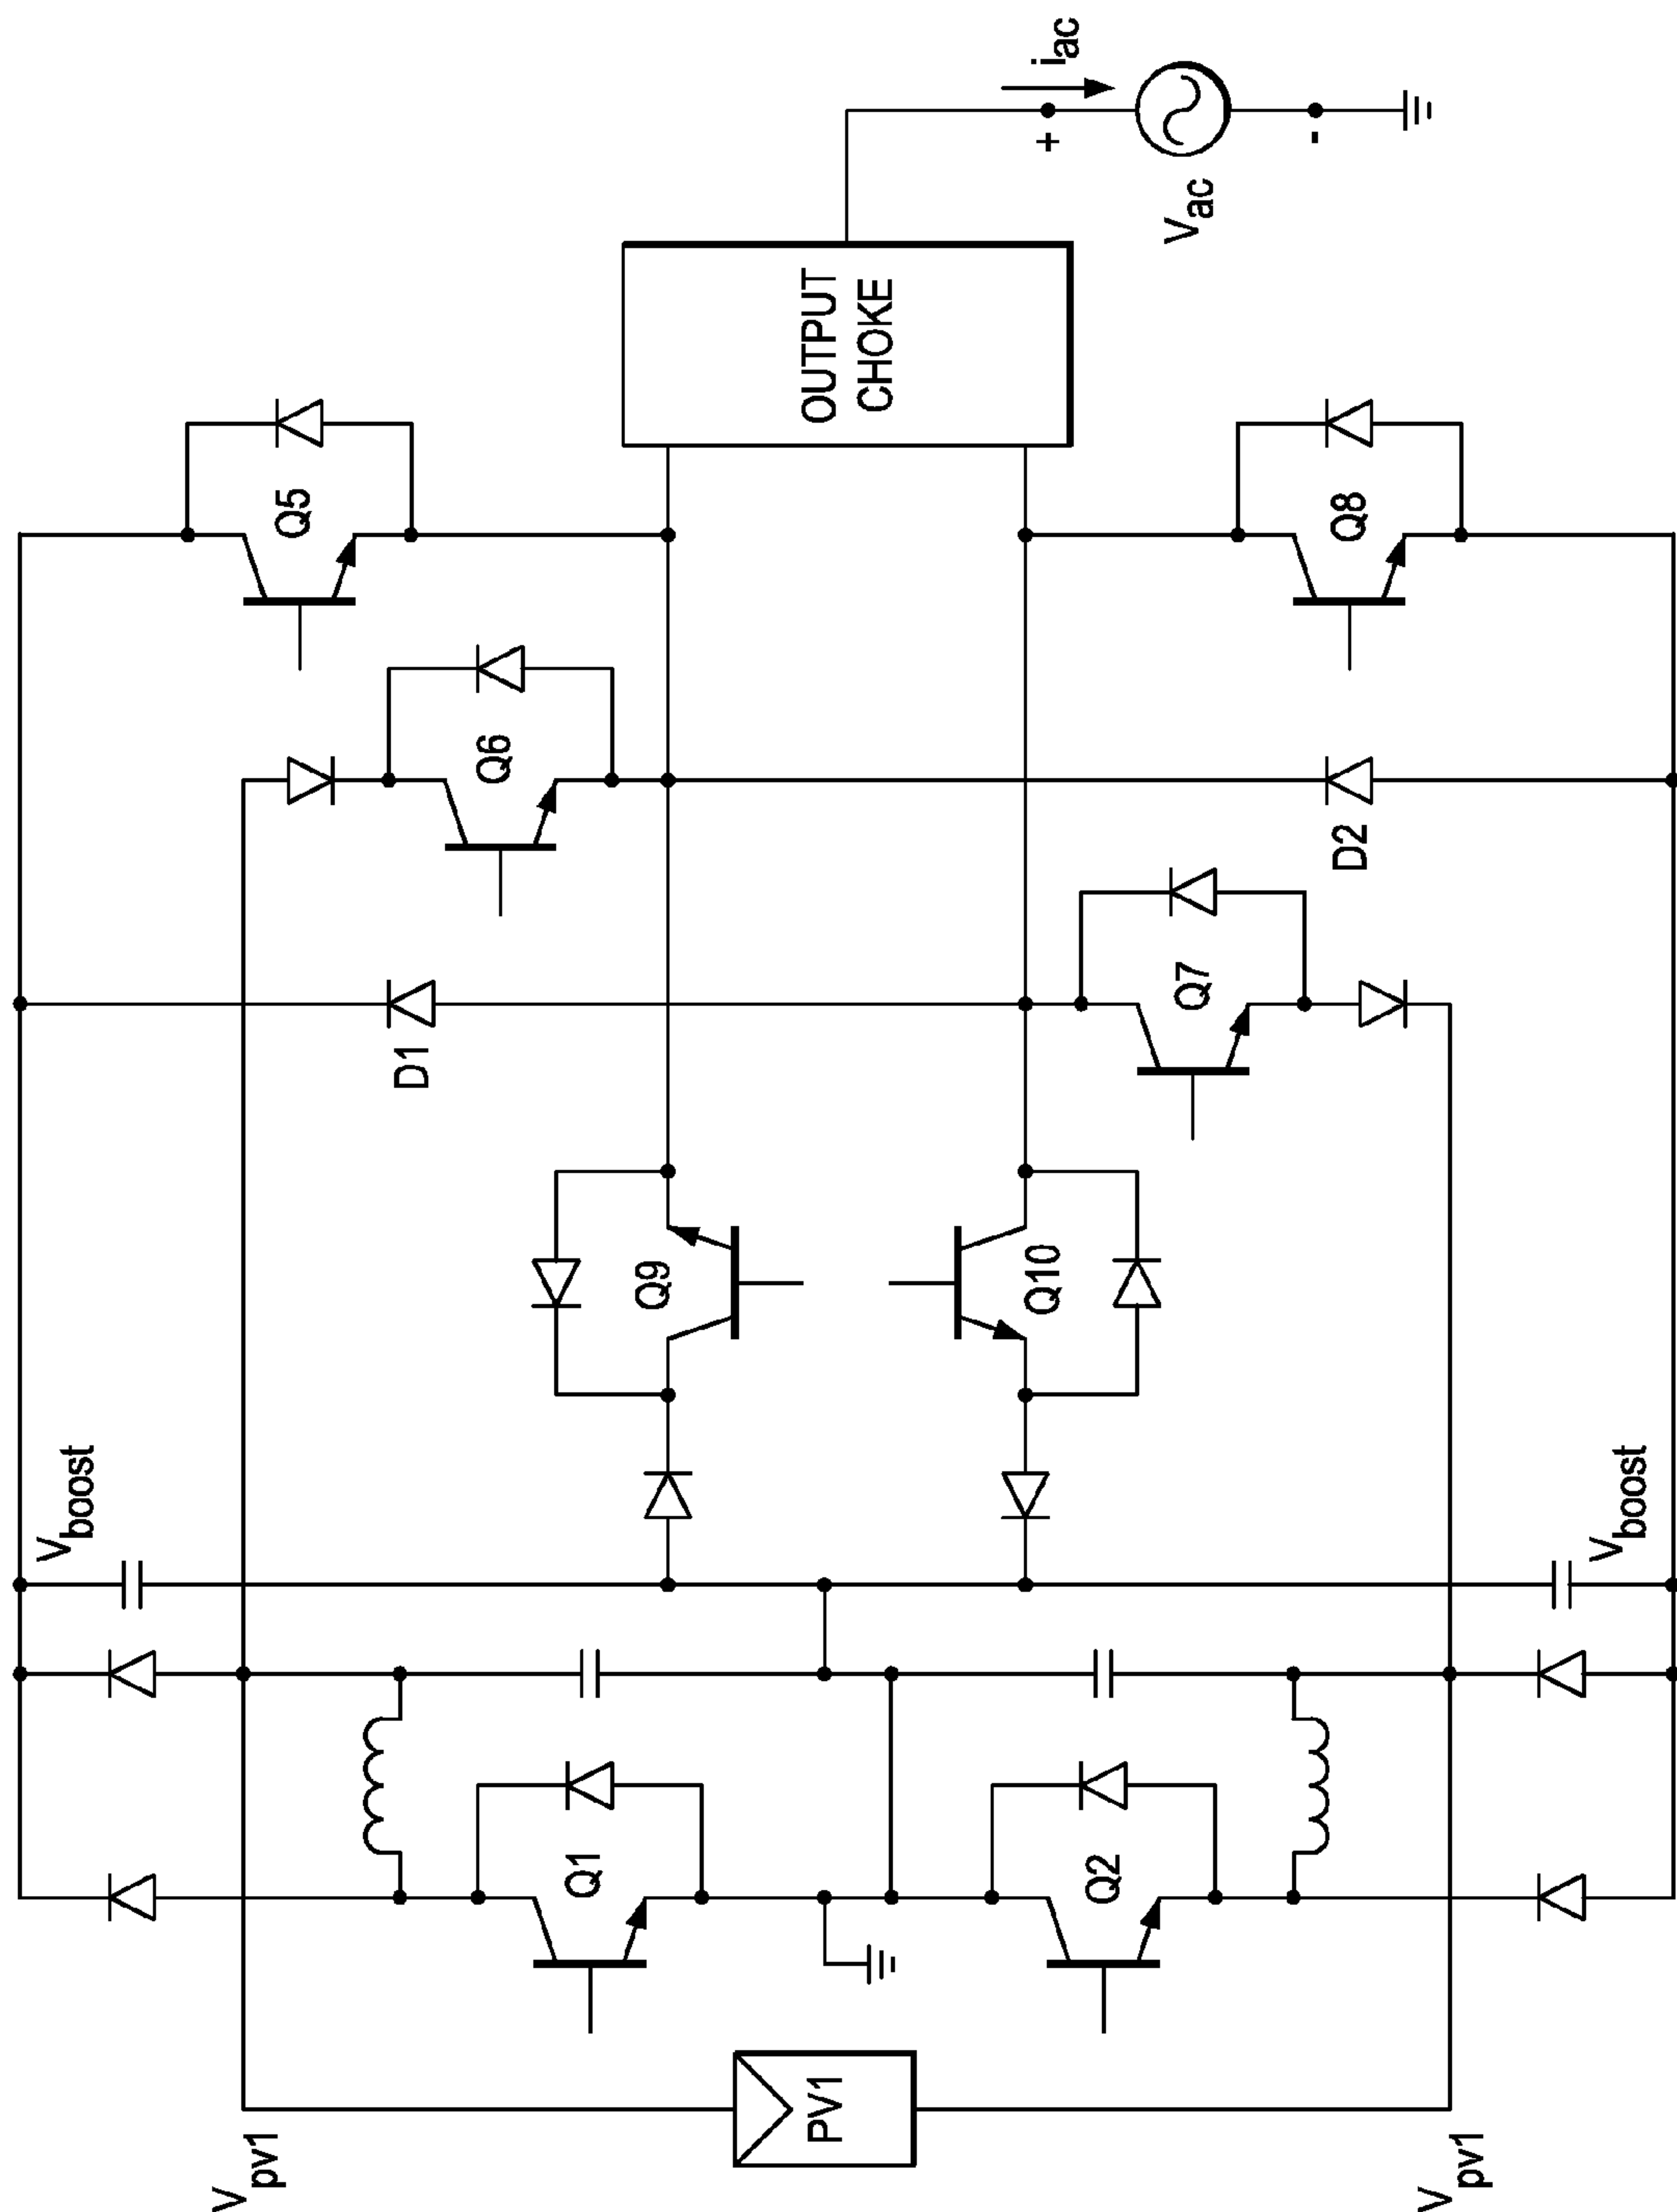 V_pv1
V_pv1
PV1
Q1
Q2
V_boost
V_boost
Q9
Q10
D1
Q7
Q6
D2
Q5
Q8
OUTPUT
CHOKE
V_ac
+
-
i_ac